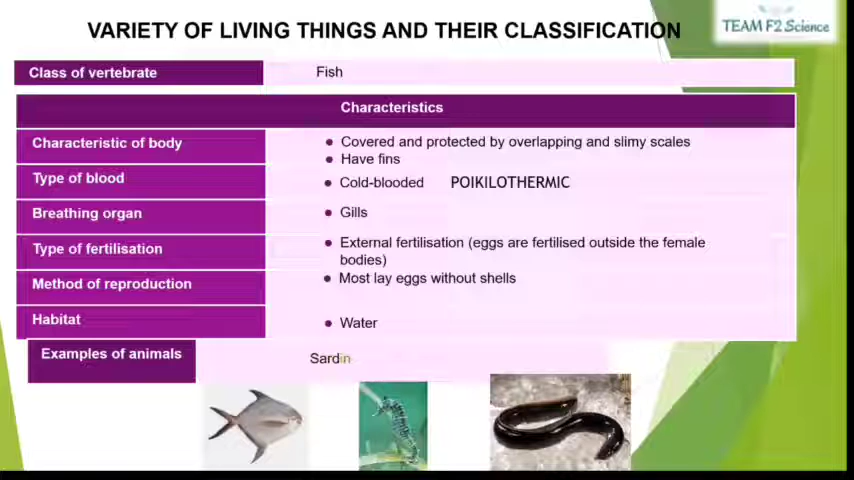 VARIETY OF LIVING THINGS AND THEIR CLASSIFICATION
TEAM F2 Science
Class of vertebrate
Fish
Characteristics
Characteristic of body
• Covered and protected by overlapping and slimy scales
• Have fins
Type of blood
• Cold-blooded POIKILOTHERMIC
Breathing organ
• Gills
Type of fertilisation
• External fertilisation (eggs are fertilised outside the female
bodies)
Method of reproduction
• Most lay eggs without shells
Habitat
• Water
Examples of animals
Sardin